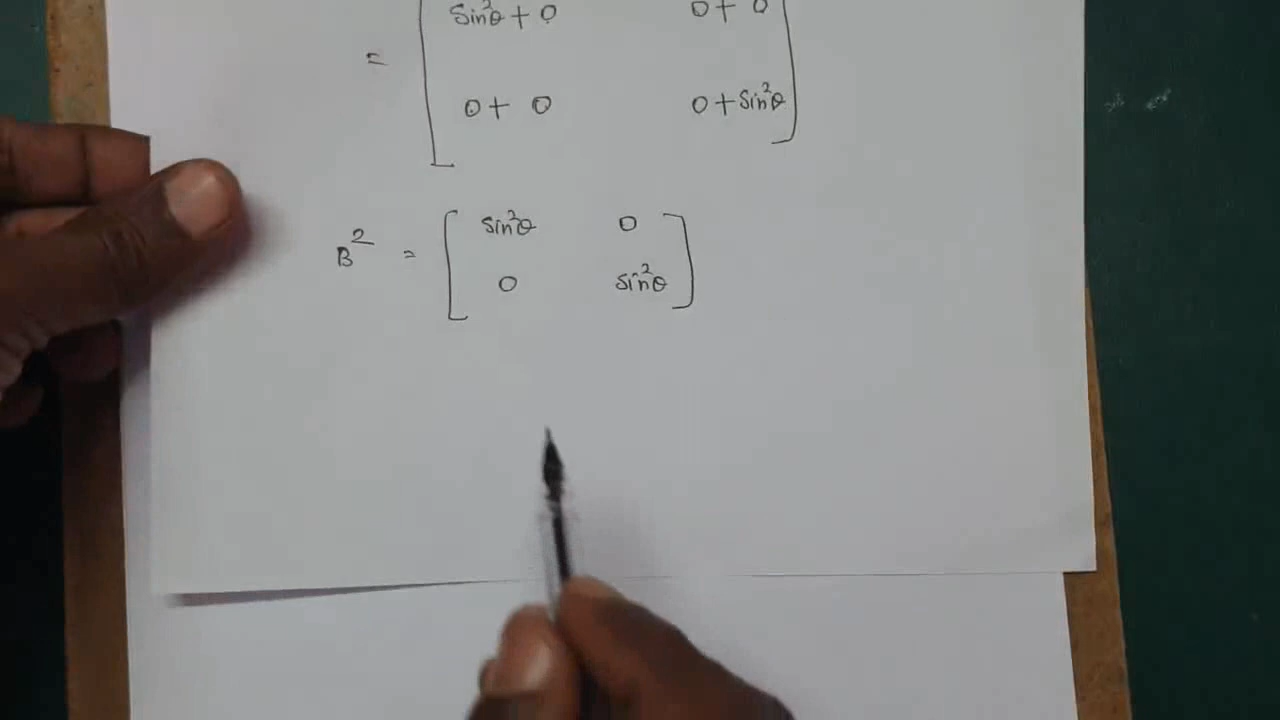 = [ sin²θ + 0 0 + 0
0 + 0 0 + sin²θ ]
B² = [ sin²θ 0
0 sin²θ ]